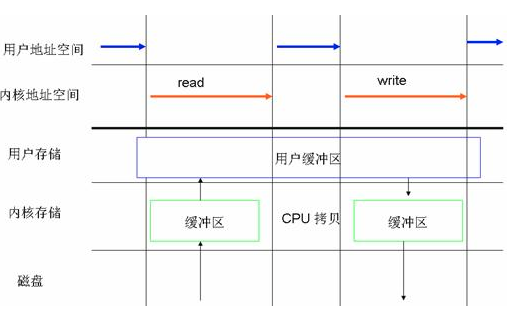 用户地址空间
内核地址空间
read
write
用户存储
用户缓冲区
内核存储
缓冲区
CPU 拷贝
缓冲区
磁盘